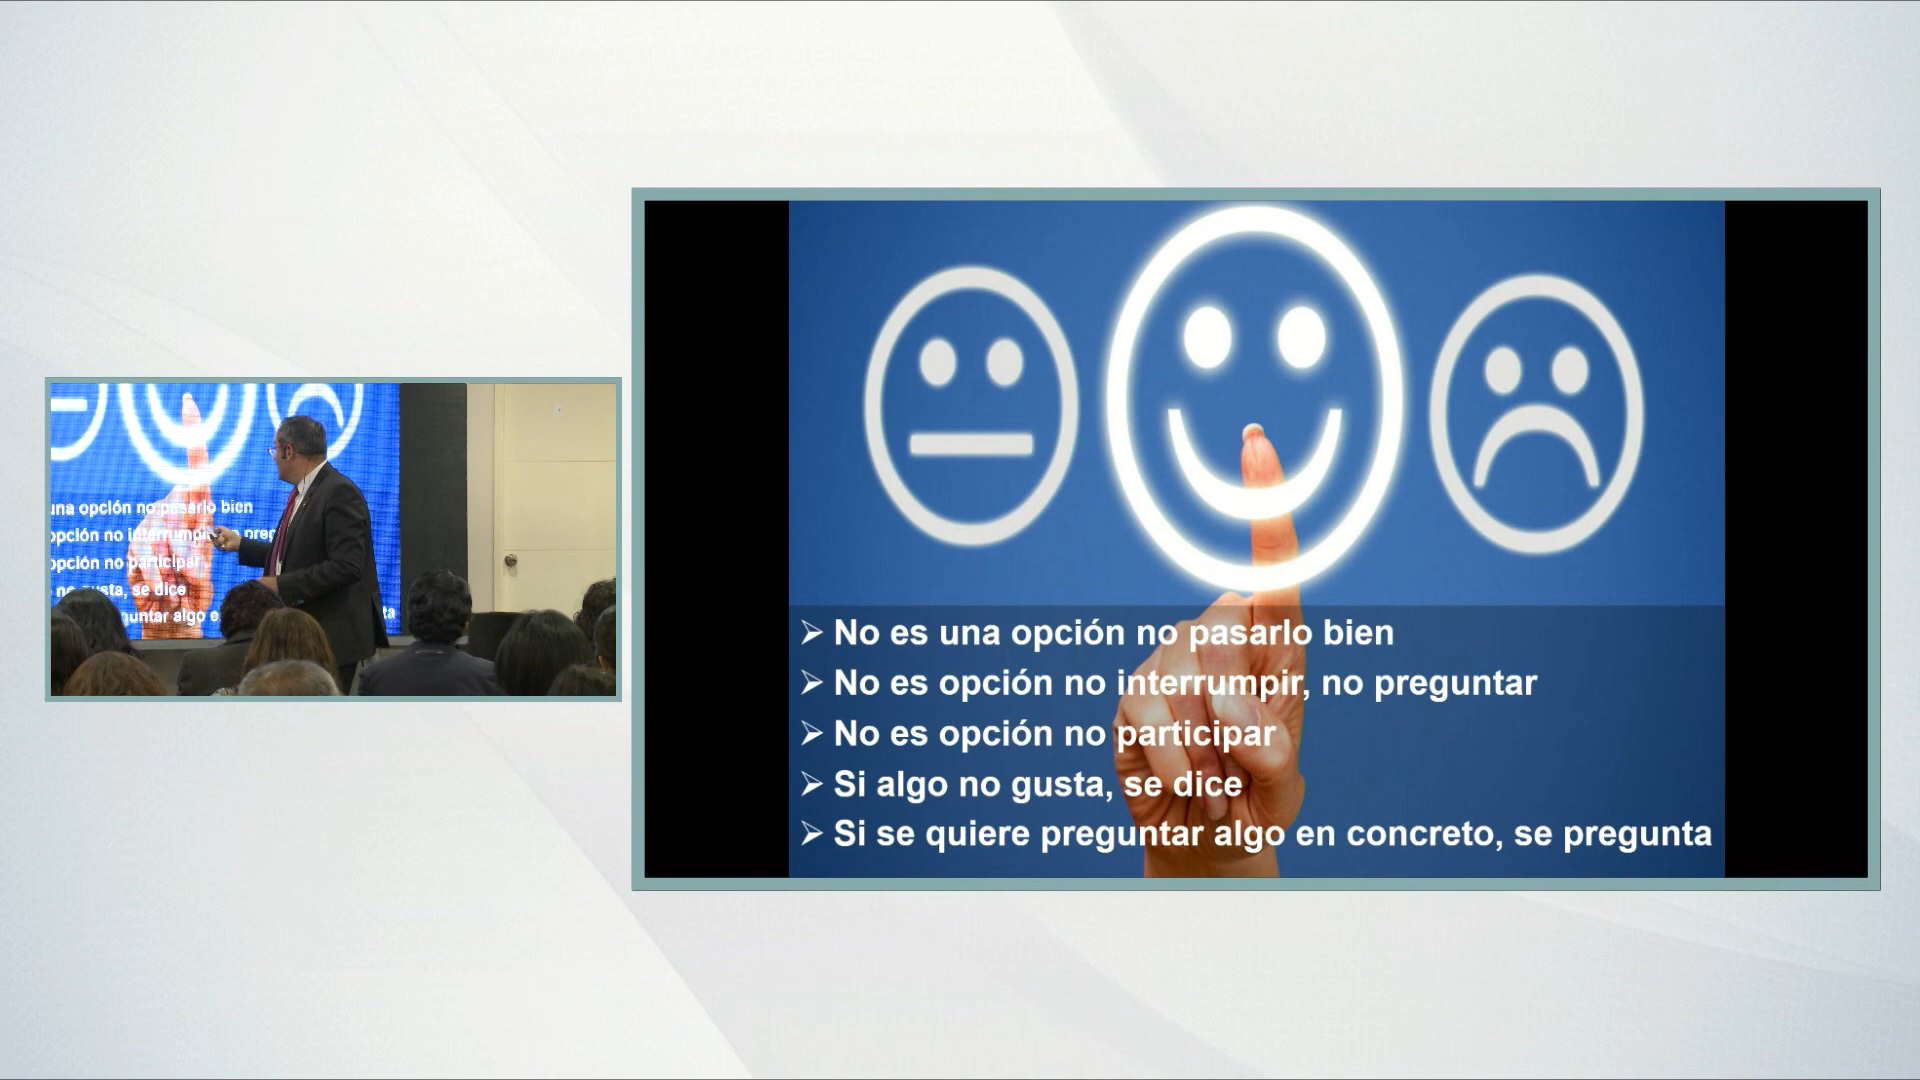 una opción no pasarlo bien
opción no interrumpir
opción no participar
gusta, se dice
guntar algo e
ta
➢ No es una opción no pasarlo bien
➢ No es opción no interrumpir, no preguntar
➢ No es opción no participar
➢ Si algo no gusta, se dice
➢ Si se quiere preguntar algo en concreto, se pregunta